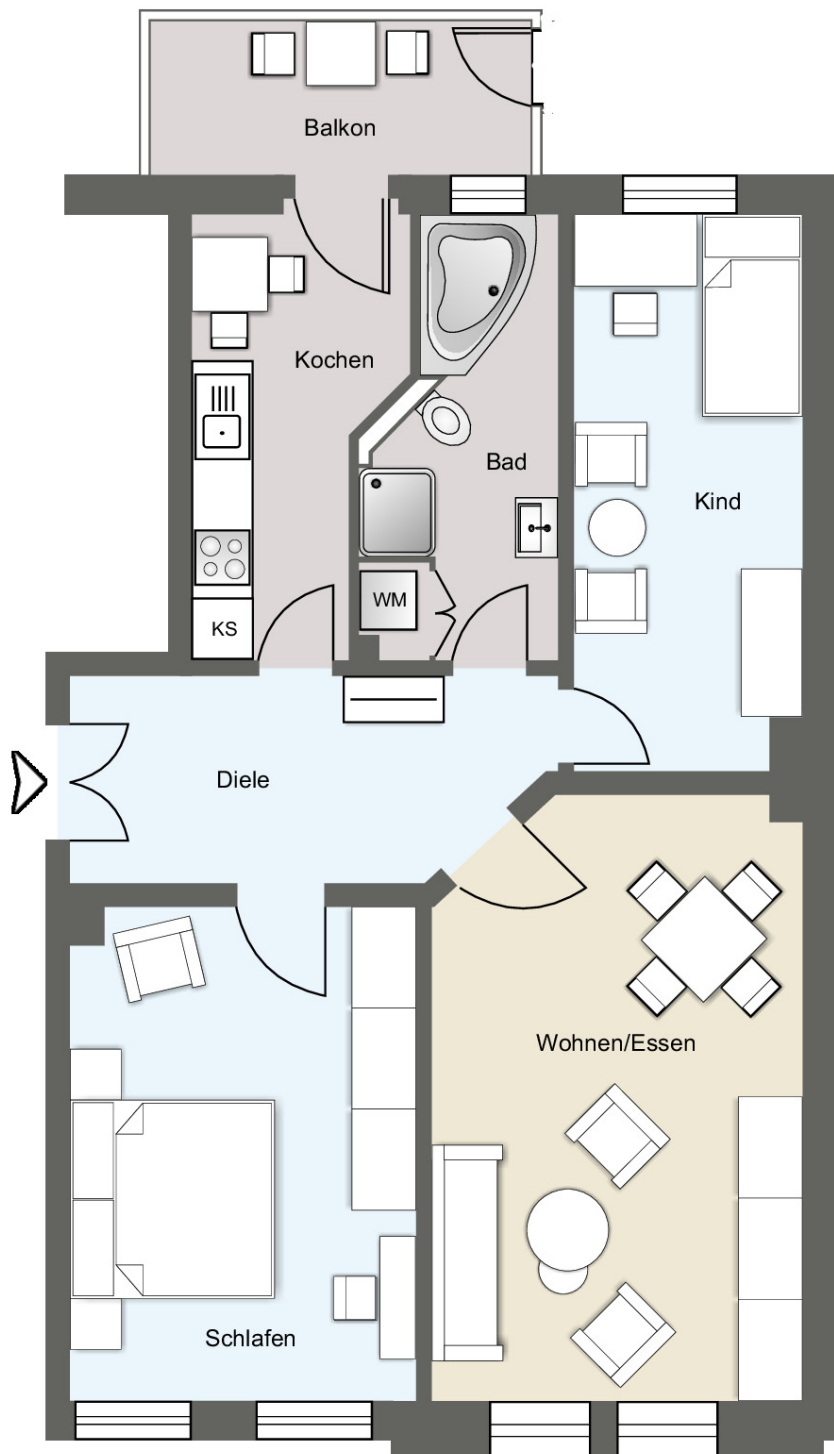 Balkon
Kochen
Bad
Kind
WM
KS
Diele
Wohnen/Essen
Schlafen